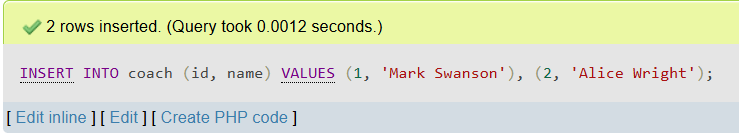 2 rows inserted. (Query took 0.0012 seconds.)
INSERT INTO coach (id, name) VALUES (1, 'Mark Swanson'), (2, 'Alice Wright');
[ Edit inline ] [ Edit ] [ Create PHP code ]